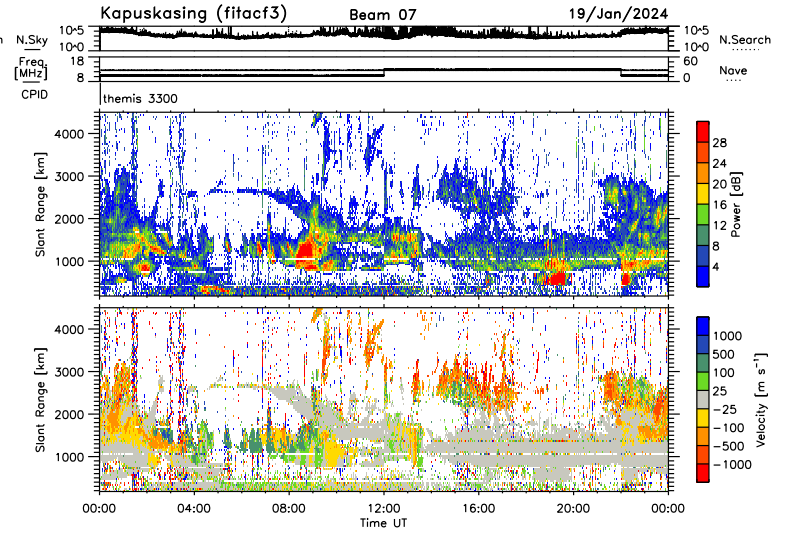 Kapuskasing (fitacf3) Beam 07 19/Jan/2024
N.Sky 10^5 10^0 10^5 10^0 N.Search
Freq. [MHz] 18 8 60 0 Nave
CPID themis 3300
4000
3000
2000
1000
Slant Range [km]
28
24
20
16
12
8
4
Power [dB]
4000
3000
2000
1000
Slant Range [km]
1000
500
100
25
-25
-100
-500
-1000
Velocity [m s⁻¹]
00:00 04:00 08:00 12:00 16:00 20:00 00:00
Time UT